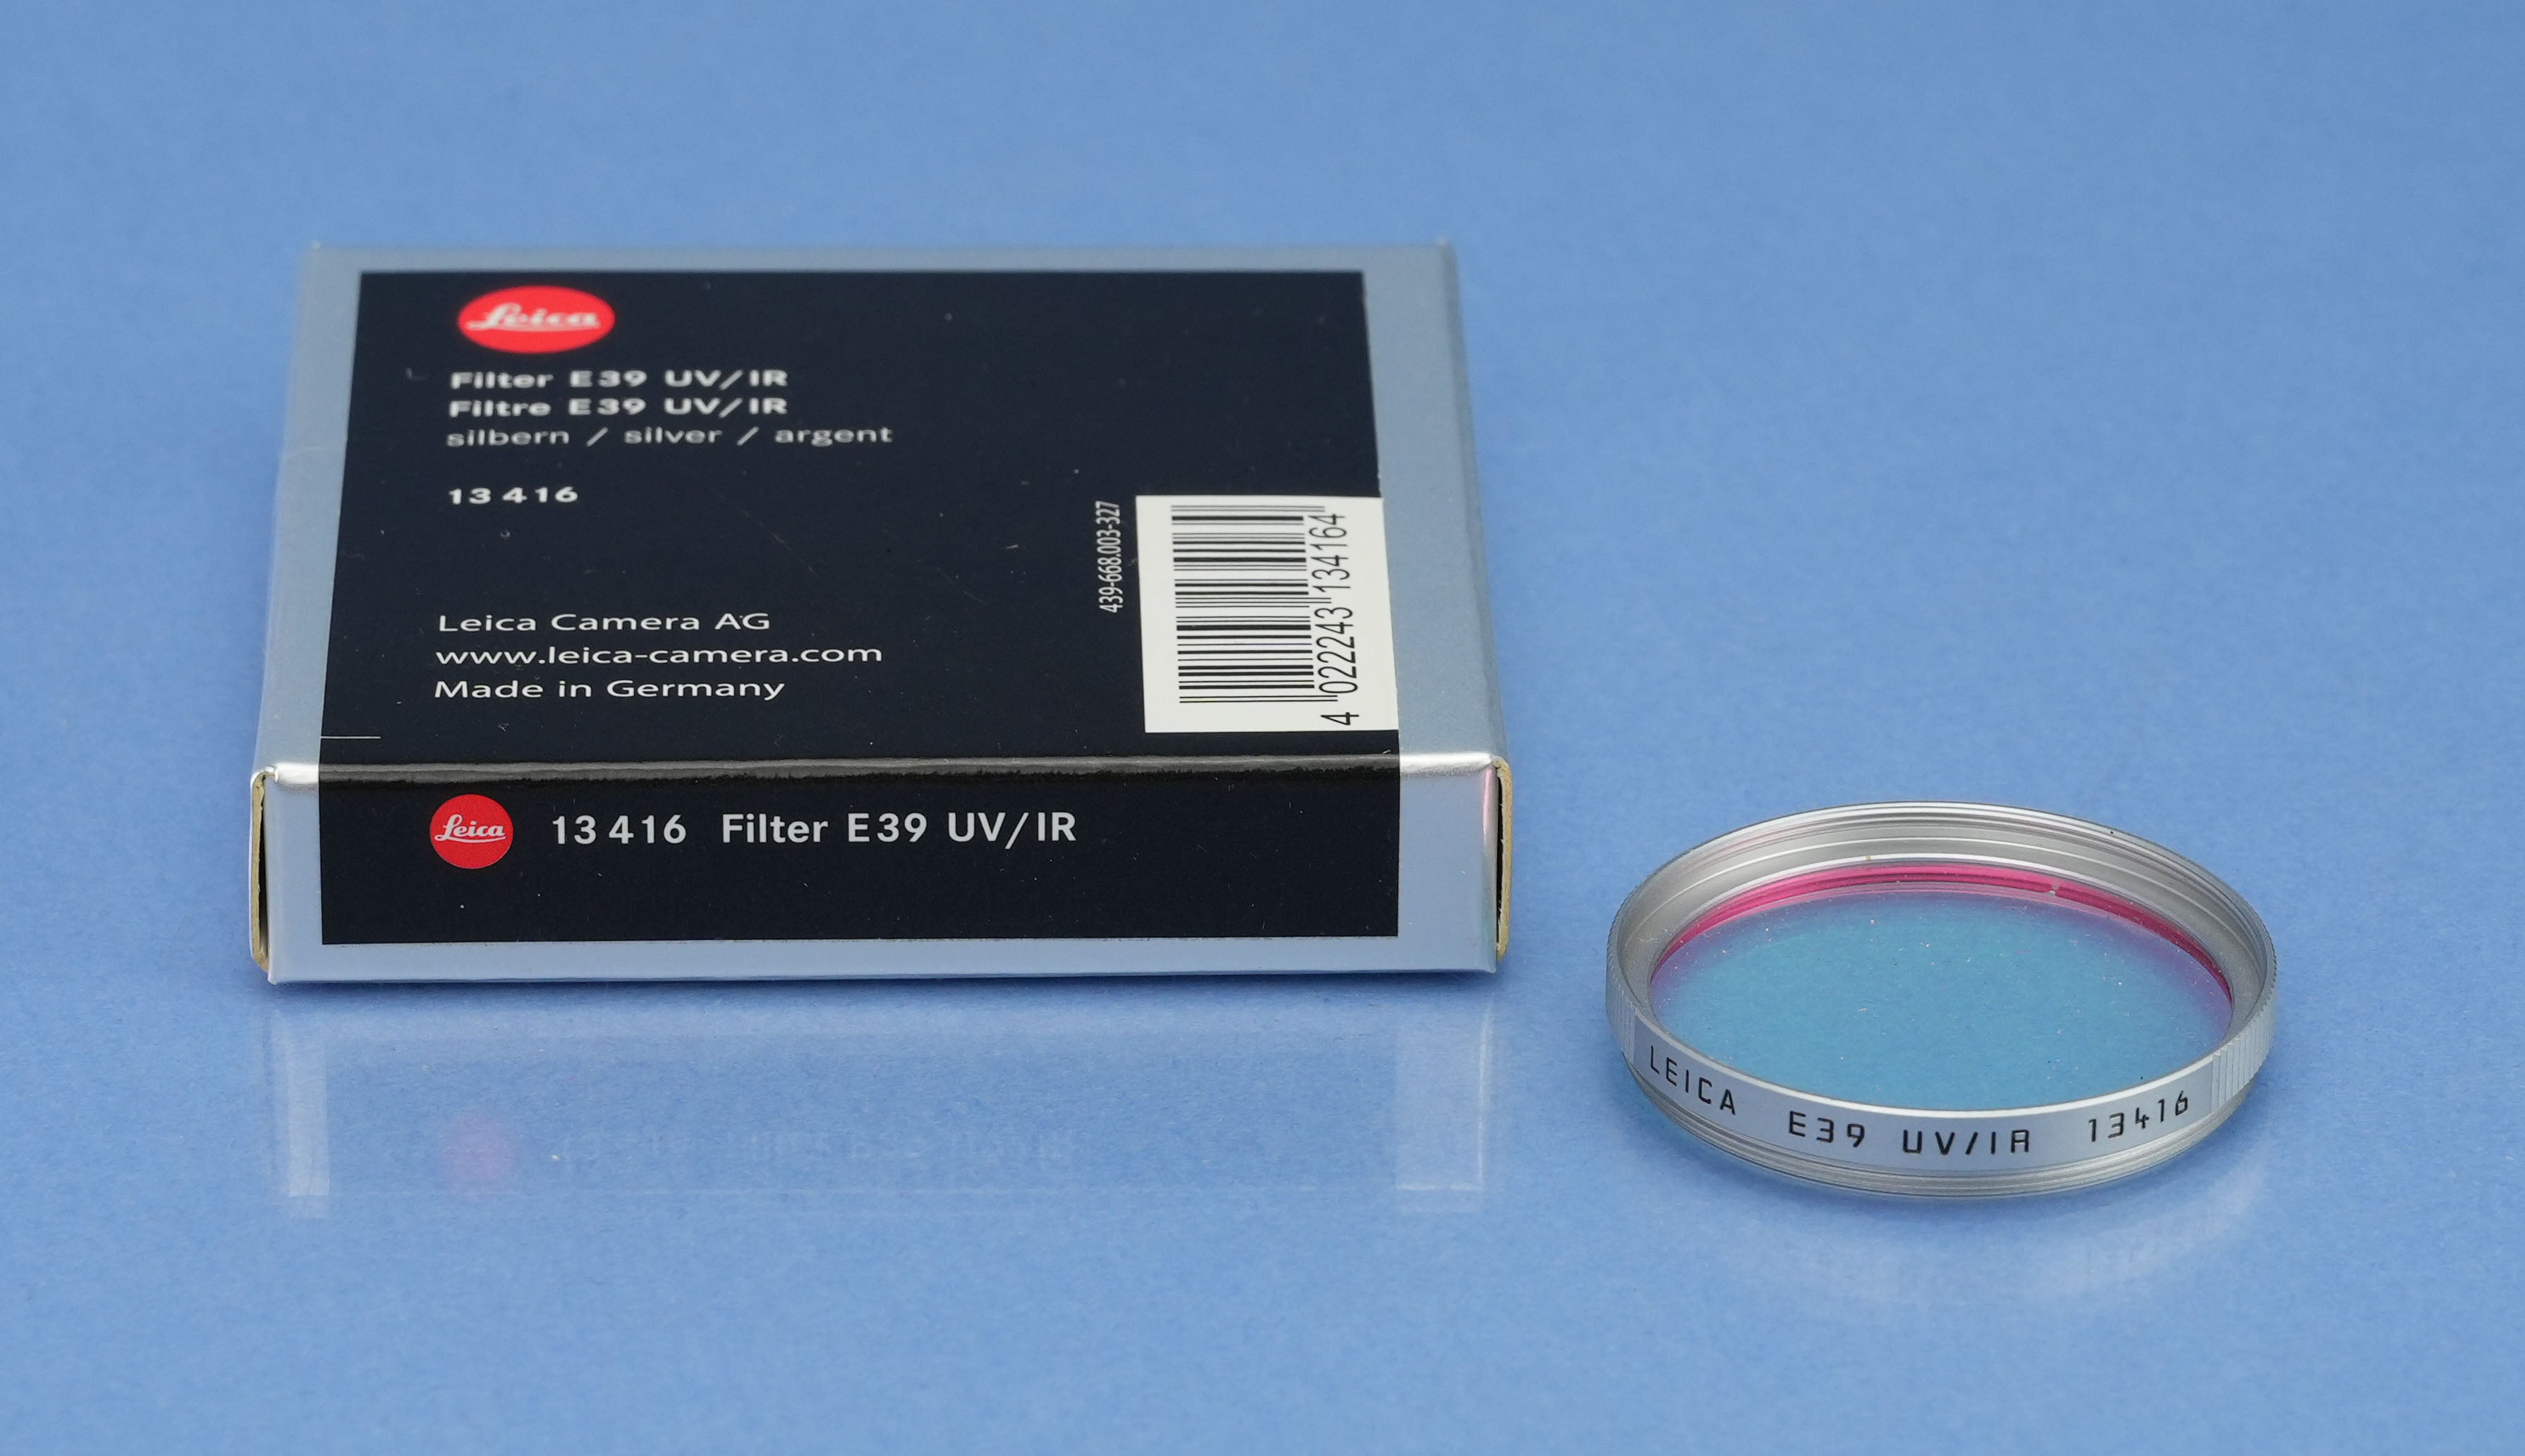 Leica
Filter E39 UV/IR
Filtre E39 UV/IR
silbern / silver / argent
13 416
439-668.003-327
4 022243 134164
Leica Camera AG
www.leica-camera.com
Made in Germany
Leica 13 416 Filter E39 UV/IR
LEICA E39 UV/IR 13416